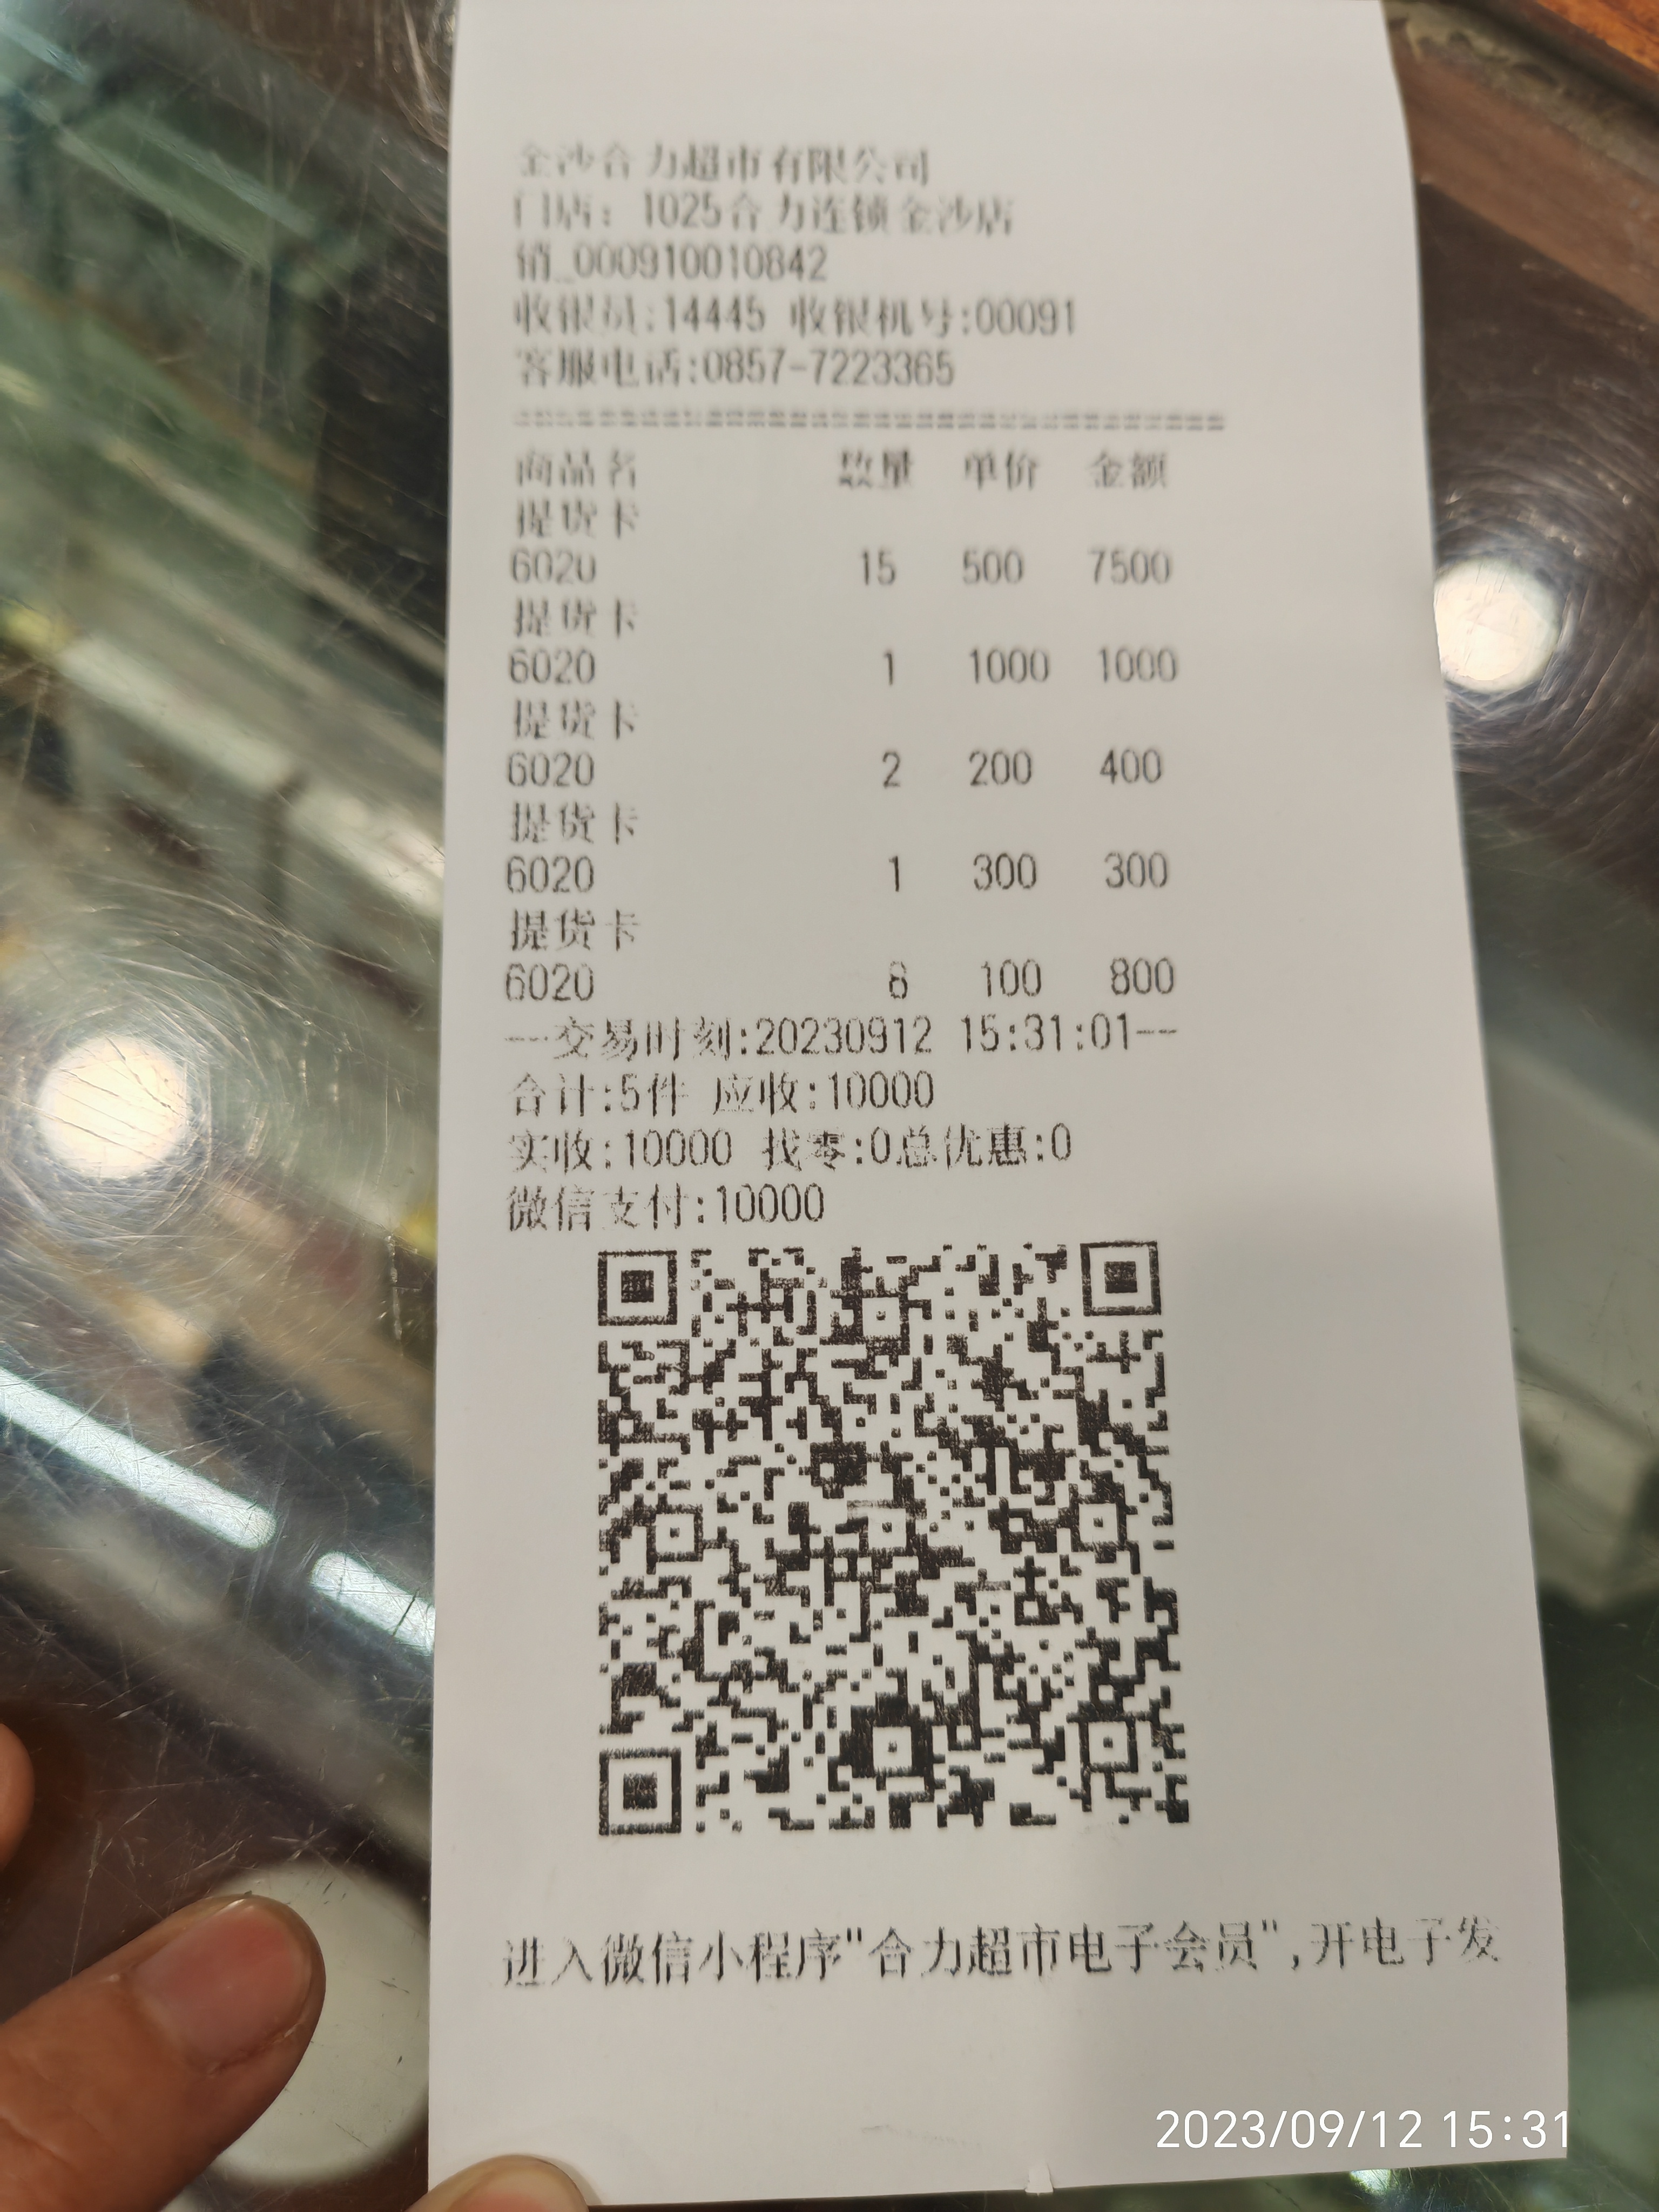 金沙合力超市有限公司
门店：1025合力连锁金沙店
销_000910010842
收银员:14445 收银机号:00091
客服电话:0857-7223365
================================
商品名 数量 单价 金额
提货卡
6020 15 500 7500
提货卡
6020 1 1000 1000
提货卡
6020 2 200 400
提货卡
6020 1 300 300
提货卡
6020 8 100 800
--交易时刻:20230912 15:31:01--
合计:5件 应收:10000
实收:10000 找零:0总优惠:0
微信支付:10000
进入微信小程序"合力超市电子会员",开电子发
2023/09/12 15:31